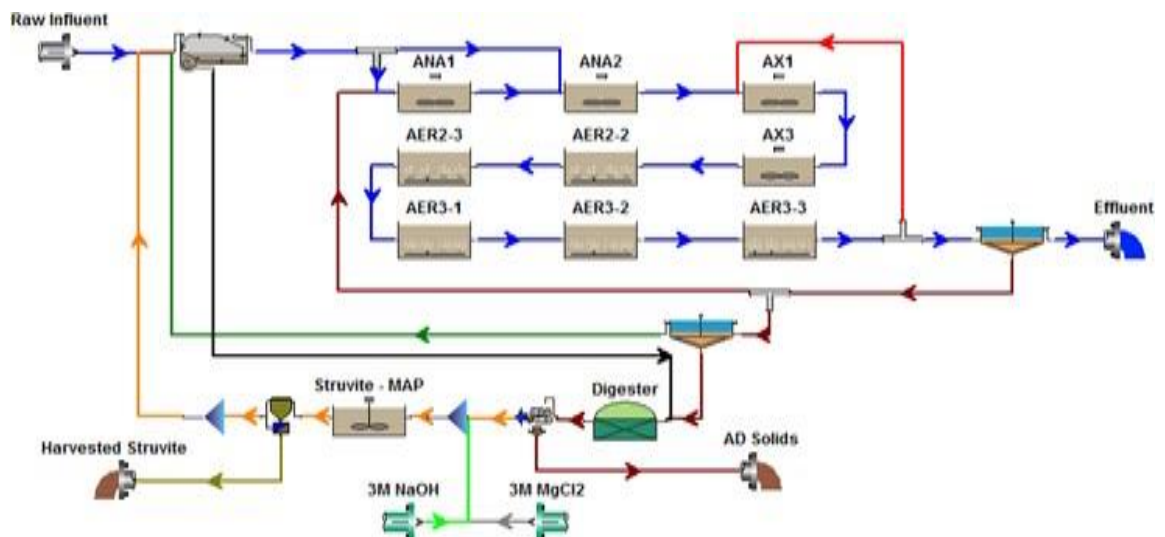 Raw Influent
ANA1
ANA2
AX1
AER2-3
AER2-2
AX3
AER3-1
AER3-2
AER3-3
Effluent
Struvite - MAP
Digester
Harvested Struvite
AD Solids
3M NaOH
3M MgCl2